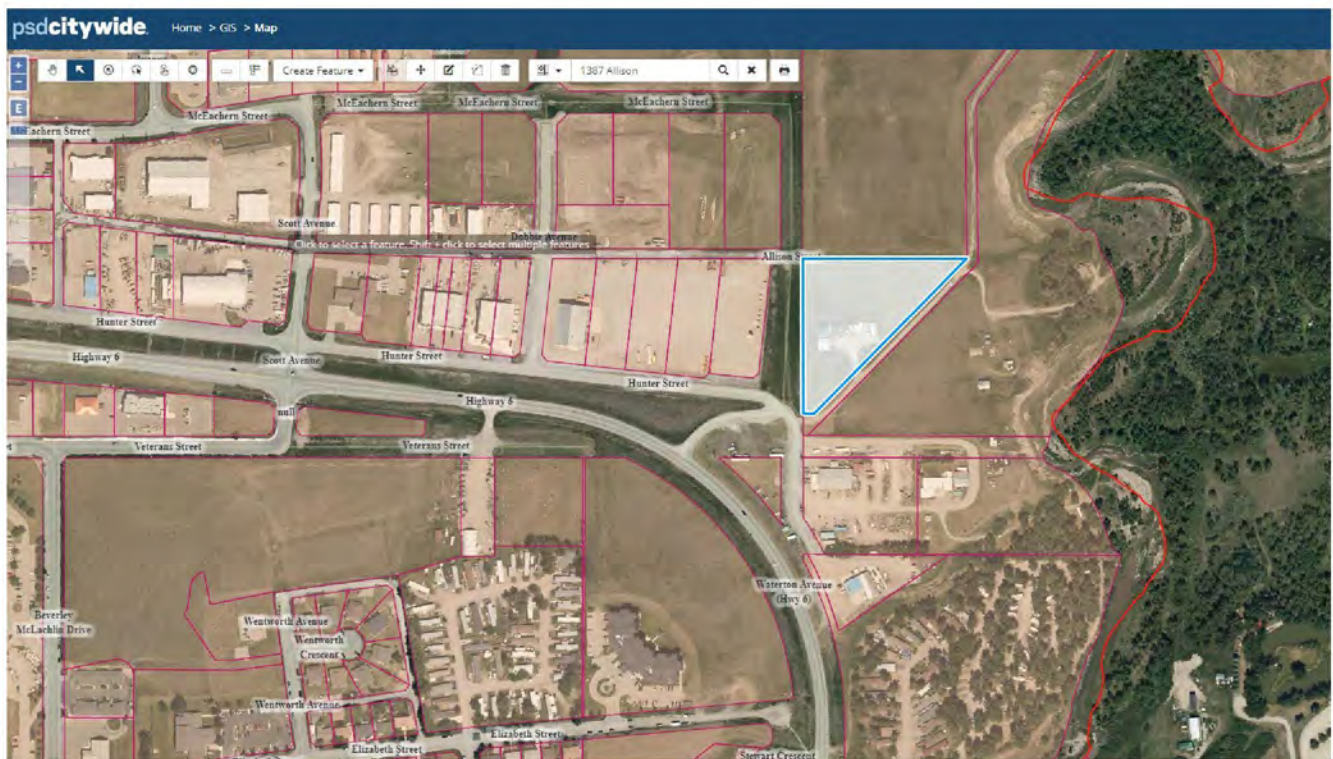 psdcitywide. Home > GIS > Map
+
-
E
Create Feature
1387 Allison
McEachern Street McEachern Street McEachern Street
McEachern Street
McEachern Street
Scott Avenue
Dobbie Avenue
Click to select a feature. Shift + click to select multiple features
Hunter Street
Highway 6
Scott Avenue
Hunter Street
Hunter Street
Highway 6
null
Veterans Street
Veterans Street
Waterton Avenue
(Hwy 6)
Beverley
McLachlin Drive
Wentworth Avenue
Wentworth
Crescent
Wentworth Avenue
Elizabeth Street
Elizabeth Street
Stewart Crescent